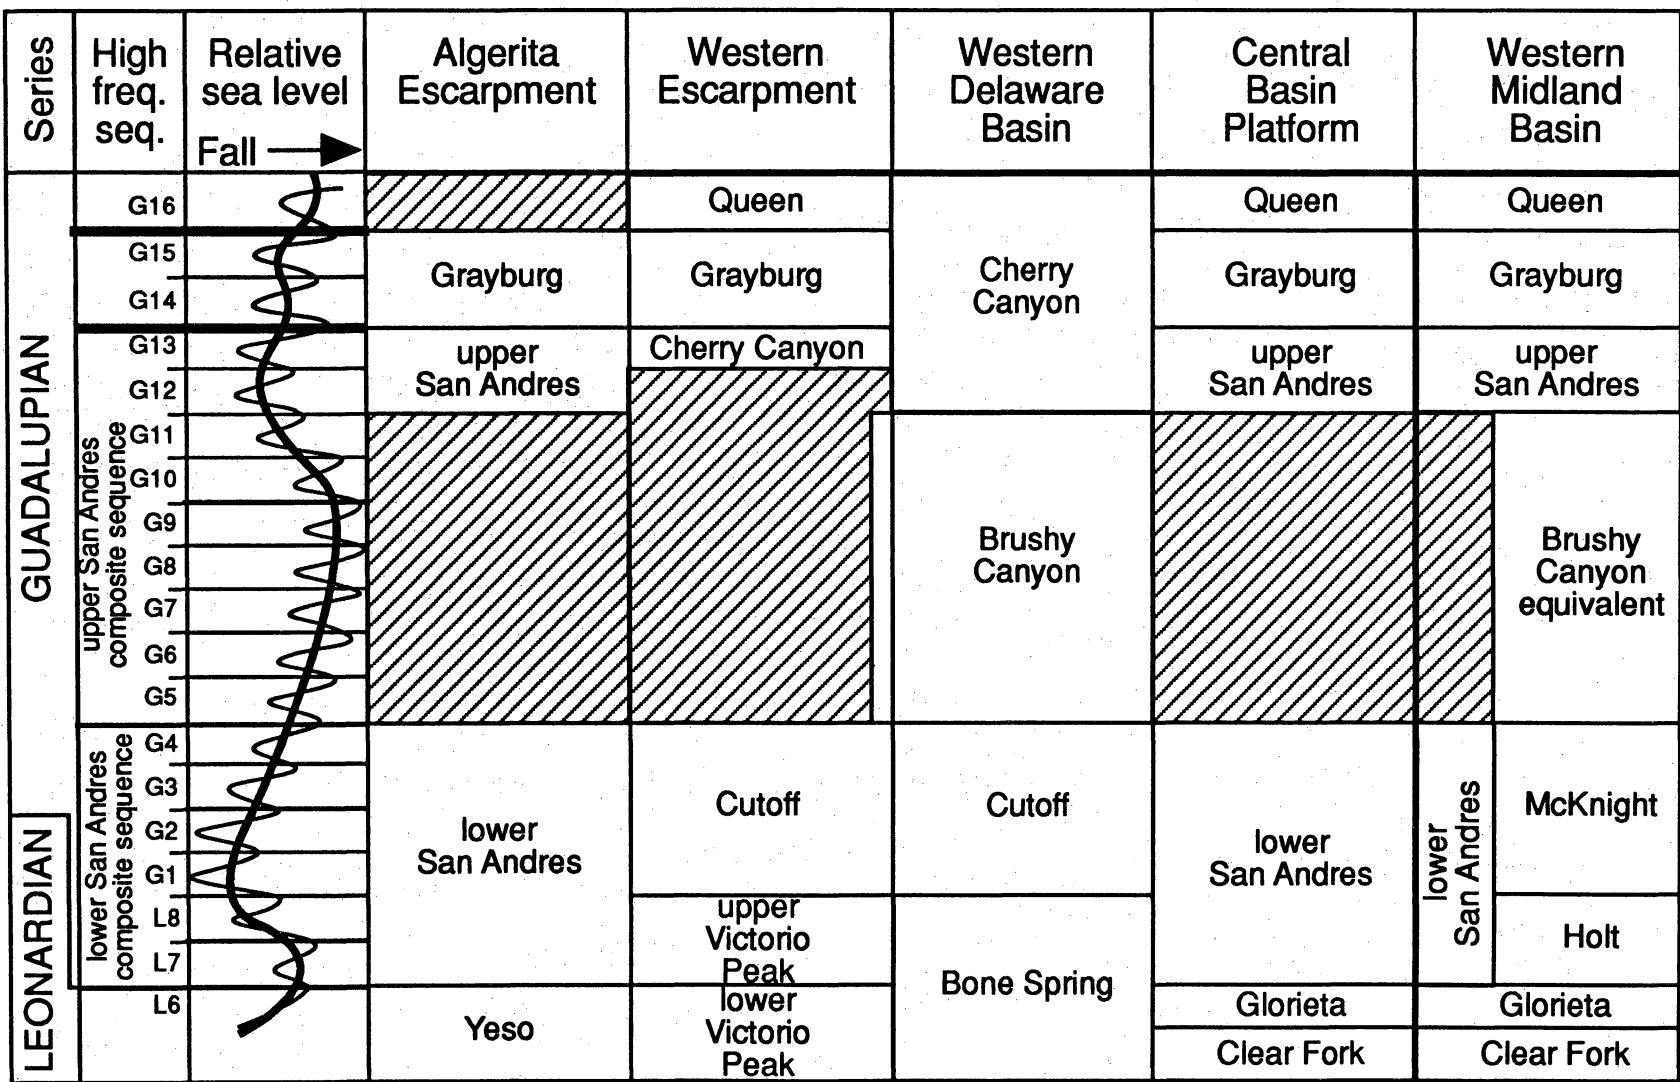 Series
High
freq.
seq.
Relative
sea level
Fall
Algerita
Escarpment
Western
Escarpment
Western
Delaware
Basin
Central
Basin
Platform
Western
Midland
Basin
GUADALUPIAN
LEONARDIAN
upper San Andres
composite sequence
lower San Andres
composite sequence
G16
G15
G14
G13
G12
G11
G10
G9
G8
G7
G6
G5
G4
G3
G2
G1
L8
L7
L6
Grayburg
upper
San Andres
lower
San Andres
Yeso
Queen
Grayburg
Cherry Canyon
Cutoff
upper
Victorio
Peak
lower
Victorio
Peak
Cherry
Canyon
Brushy
Canyon
Cutoff
Bone Spring
Queen
Grayburg
upper
San Andres
lower
San Andres
Glorieta
Clear Fork
Queen
Grayburg
upper
San Andres
Brushy
Canyon
equivalent
lower
San Andres
McKnight
Holt
Glorieta
Clear Fork